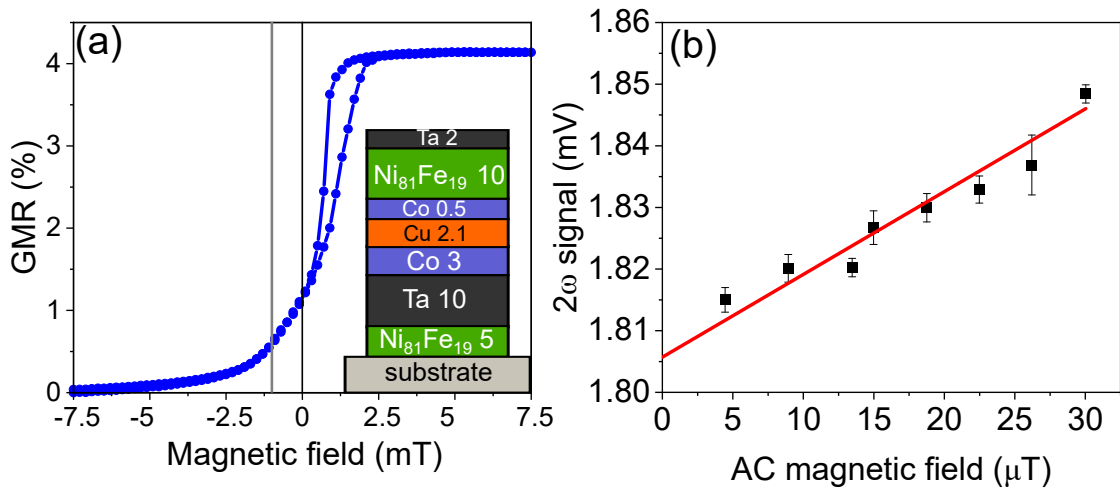 (a)
GMR (%)
4
3
2
1
0
-7.5
-5
-2.5
0
2.5
5
7.5
Magnetic field (mT)
Ta 2
Ni₈₁Fe₁₉ 10
Co 0.5
Cu 2.1
Co 3
Ta 10
Ni₈₁Fe₁₉ 5
substrate
(b)
2ω signal (mV)
1.86
1.85
1.84
1.83
1.82
1.81
1.80
0
5
10
15
20
25
30
AC magnetic field (μT)